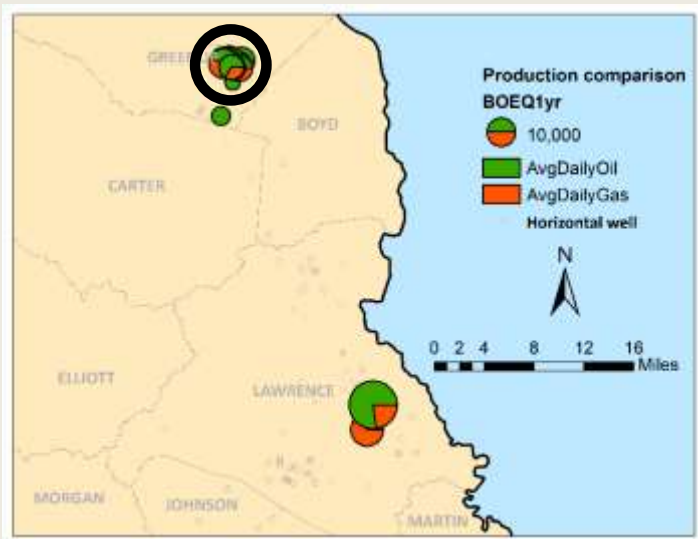 GREE
BOYD
CARTER
ELLIOTT
LAWRENCE
MORGAN
JOHNSON
MARTIN
Production comparison
BOEQ1yr
10,000
AvgDailyOil
AvgDailyGas
Horizontal well
N
0 2 4 8 12 16
Miles